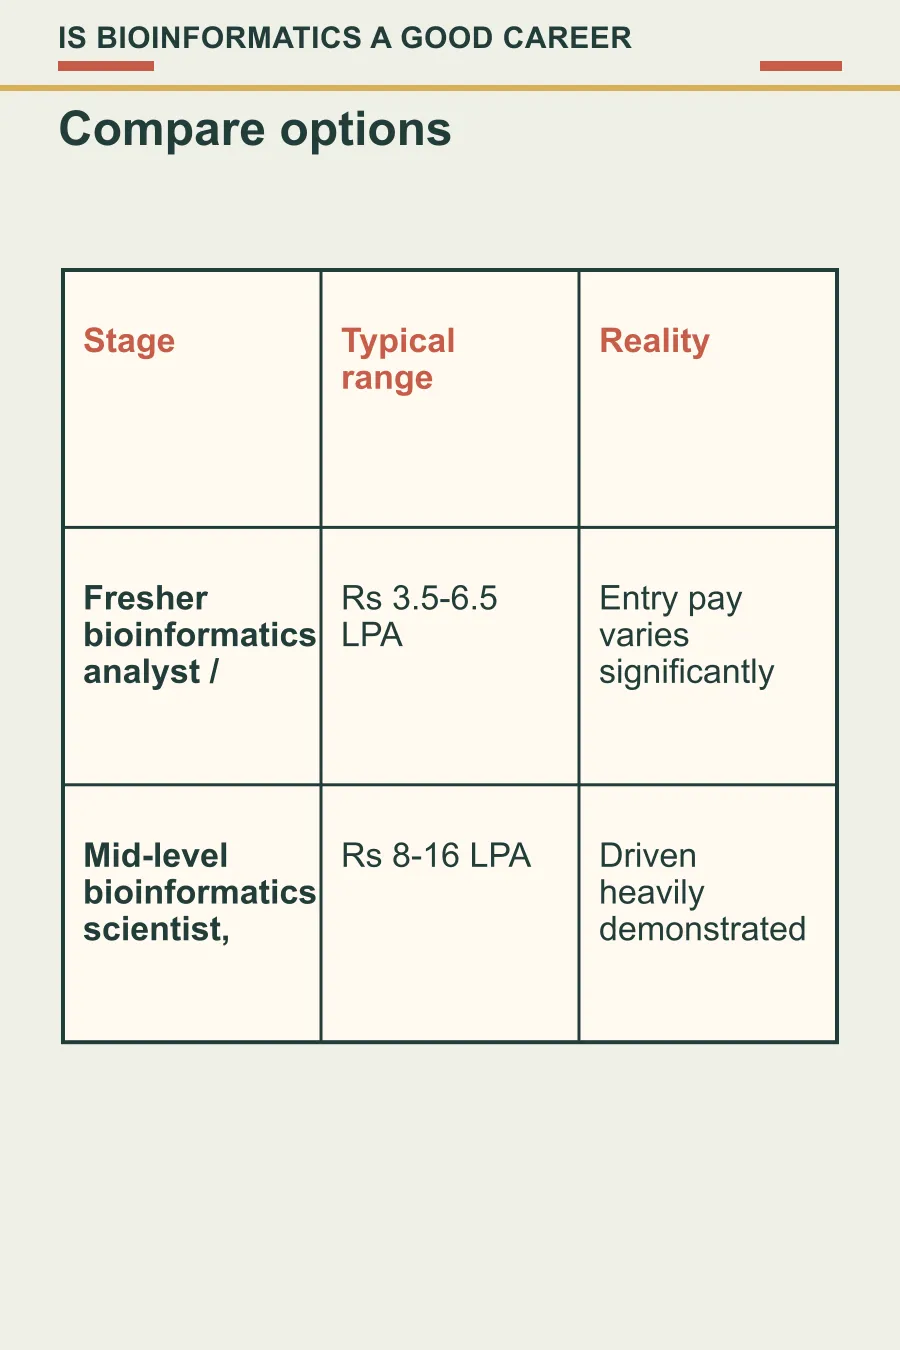 IS BIOINFORMATICS A GOOD CAREER
Compare options
Stage
Typical
range
Reality
Fresher
bioinformatics
analyst /
Rs 3.5-6.5
LPA
Entry pay
varies
significantly
Mid-level
bioinformatics
scientist,
Rs 8-16 LPA
Driven
heavily
demonstrated